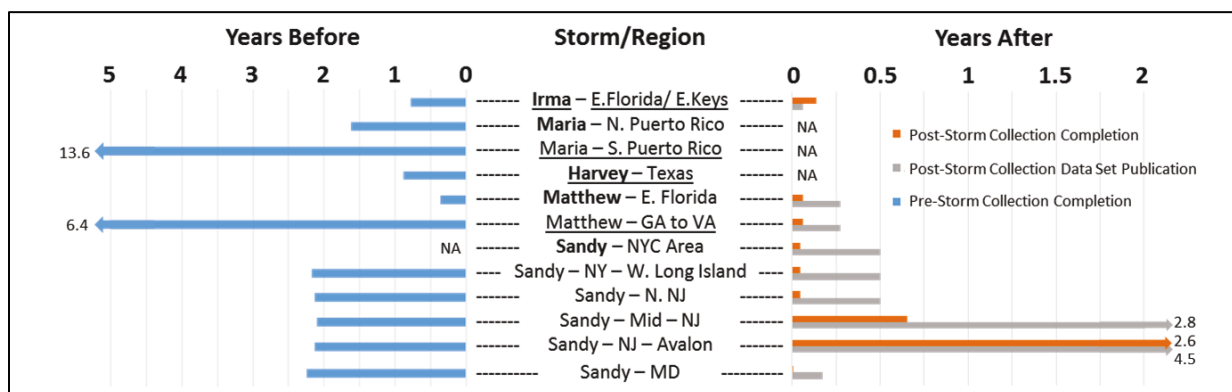 Years Before Storm/Region Years After
5 4 3 2 1 0 0 0.5 1 1.5 2
------- Irma – E.Florida/ E.Keys -------
------- Maria – N. Puerto Rico ------- NA
13.6 ------- Maria – S. Puerto Rico ------- NA
------- Harvey – Texas ------- NA
------- Matthew – E. Florida -------
6.4 ------- Matthew – GA to VA -------
NA ------- Sandy – NYC Area -------
---- Sandy – NY – W. Long Island ----
------- Sandy – N. NJ -------
------- Sandy – Mid – NJ ------- 2.8
------- Sandy – NJ – Avalon ------- 2.6
4.5
---------- Sandy – MD ----------
Post-Storm Collection Completion
Post-Storm Collection Data Set Publication
Pre-Storm Collection Completion